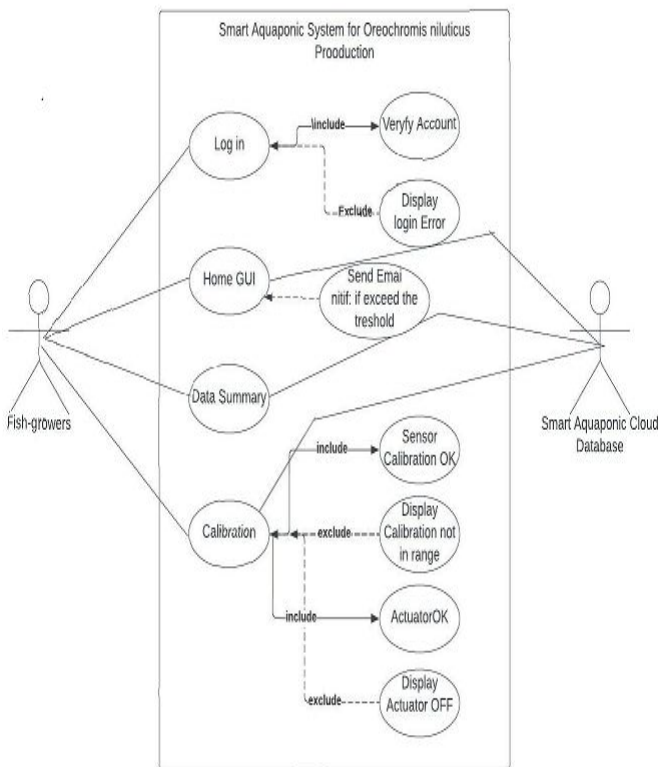 Smart Aquaponic System for Oreochromis niluticus
Prooduction
Log in
\include
Veryfy Account
Exclude
Display
login Error
Home GUI
Send Emai
nitif: if exceed the
treshold
Fish-growers
Data Summary
Smart Aquaponic Cloud
Database
include
Sensor
Calibration OK
Calibration
exclude
Display
Calibration not
in range
include
ActuatorOK
exclude
Display
Actuator OFF